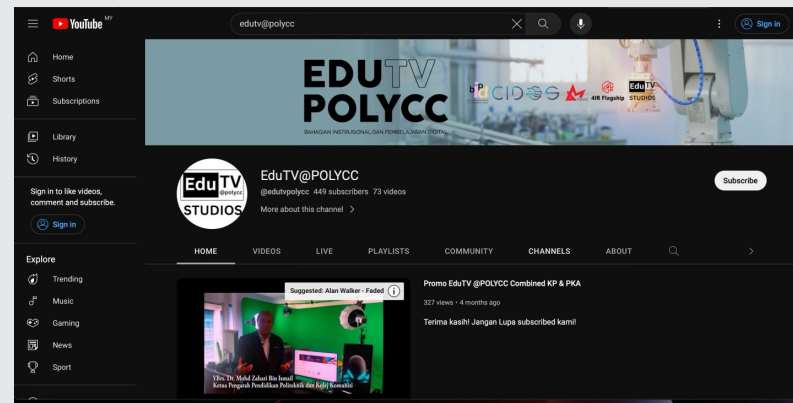 YouTube MY
edutv@polycc
Sign in
Home
Shorts
Subscriptions
Library
History
Sign in to like videos,
comment and subscribe.
Sign in
Explore
Trending
Music
Gaming
News
Sport
EDUTV
POLYCC
BAHAGIAN INSTRUSIONAL DAN PEMBELAJARAN DIGITAL
CIDOS
4IR Flagship
EduTV
STUDIOS
Edu TV
@polycc
STUDIOS
EduTV@POLYCC
@edutvpolycc 449 subscribers 73 videos
More about this channel
Subscribe
HOME VIDEOS LIVE PLAYLISTS COMMUNITY CHANNELS ABOUT
Suggested: Alan Walker - Faded
YBrs. Dr. Mohd Zahari Bin Ismail
Ketua Pengarah Pendidikan Politeknik dan Kolej Komuniti
Promo EduTV @POLYCC Combined KP & PKA
327 views • 4 months ago
Terima kasih! Jangan Lupa subscribed kami!